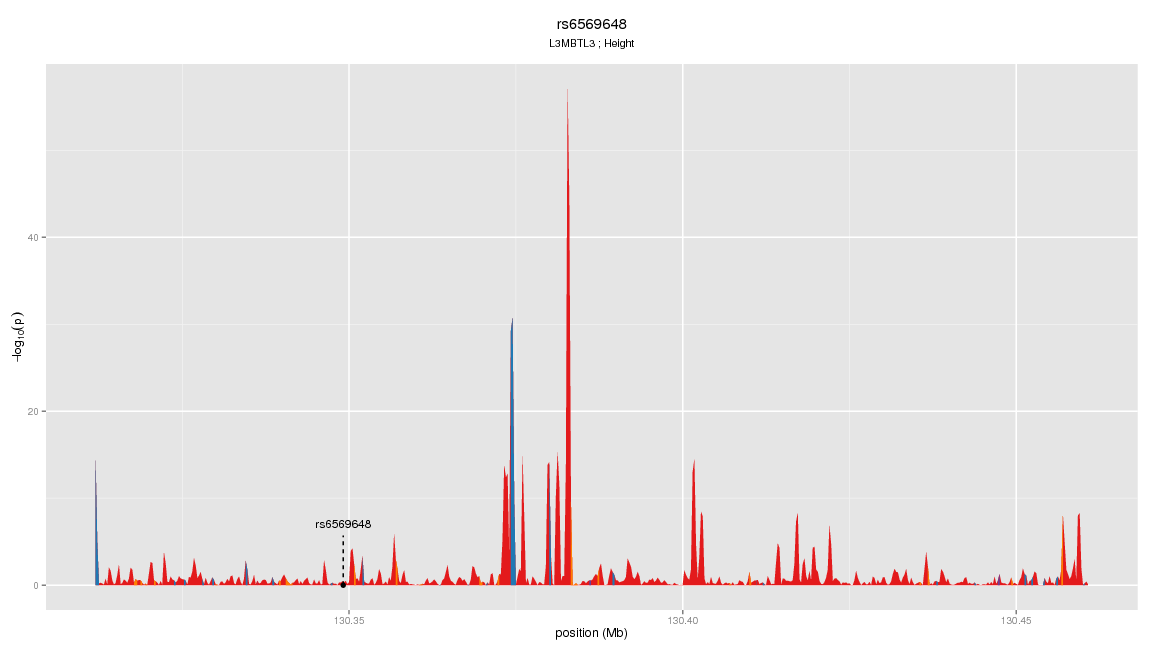 rs6569648
L3MBTL3 ; Height
−log10(p)
40
20
0
rs6569648
130.35
130.40
130.45
position (Mb)